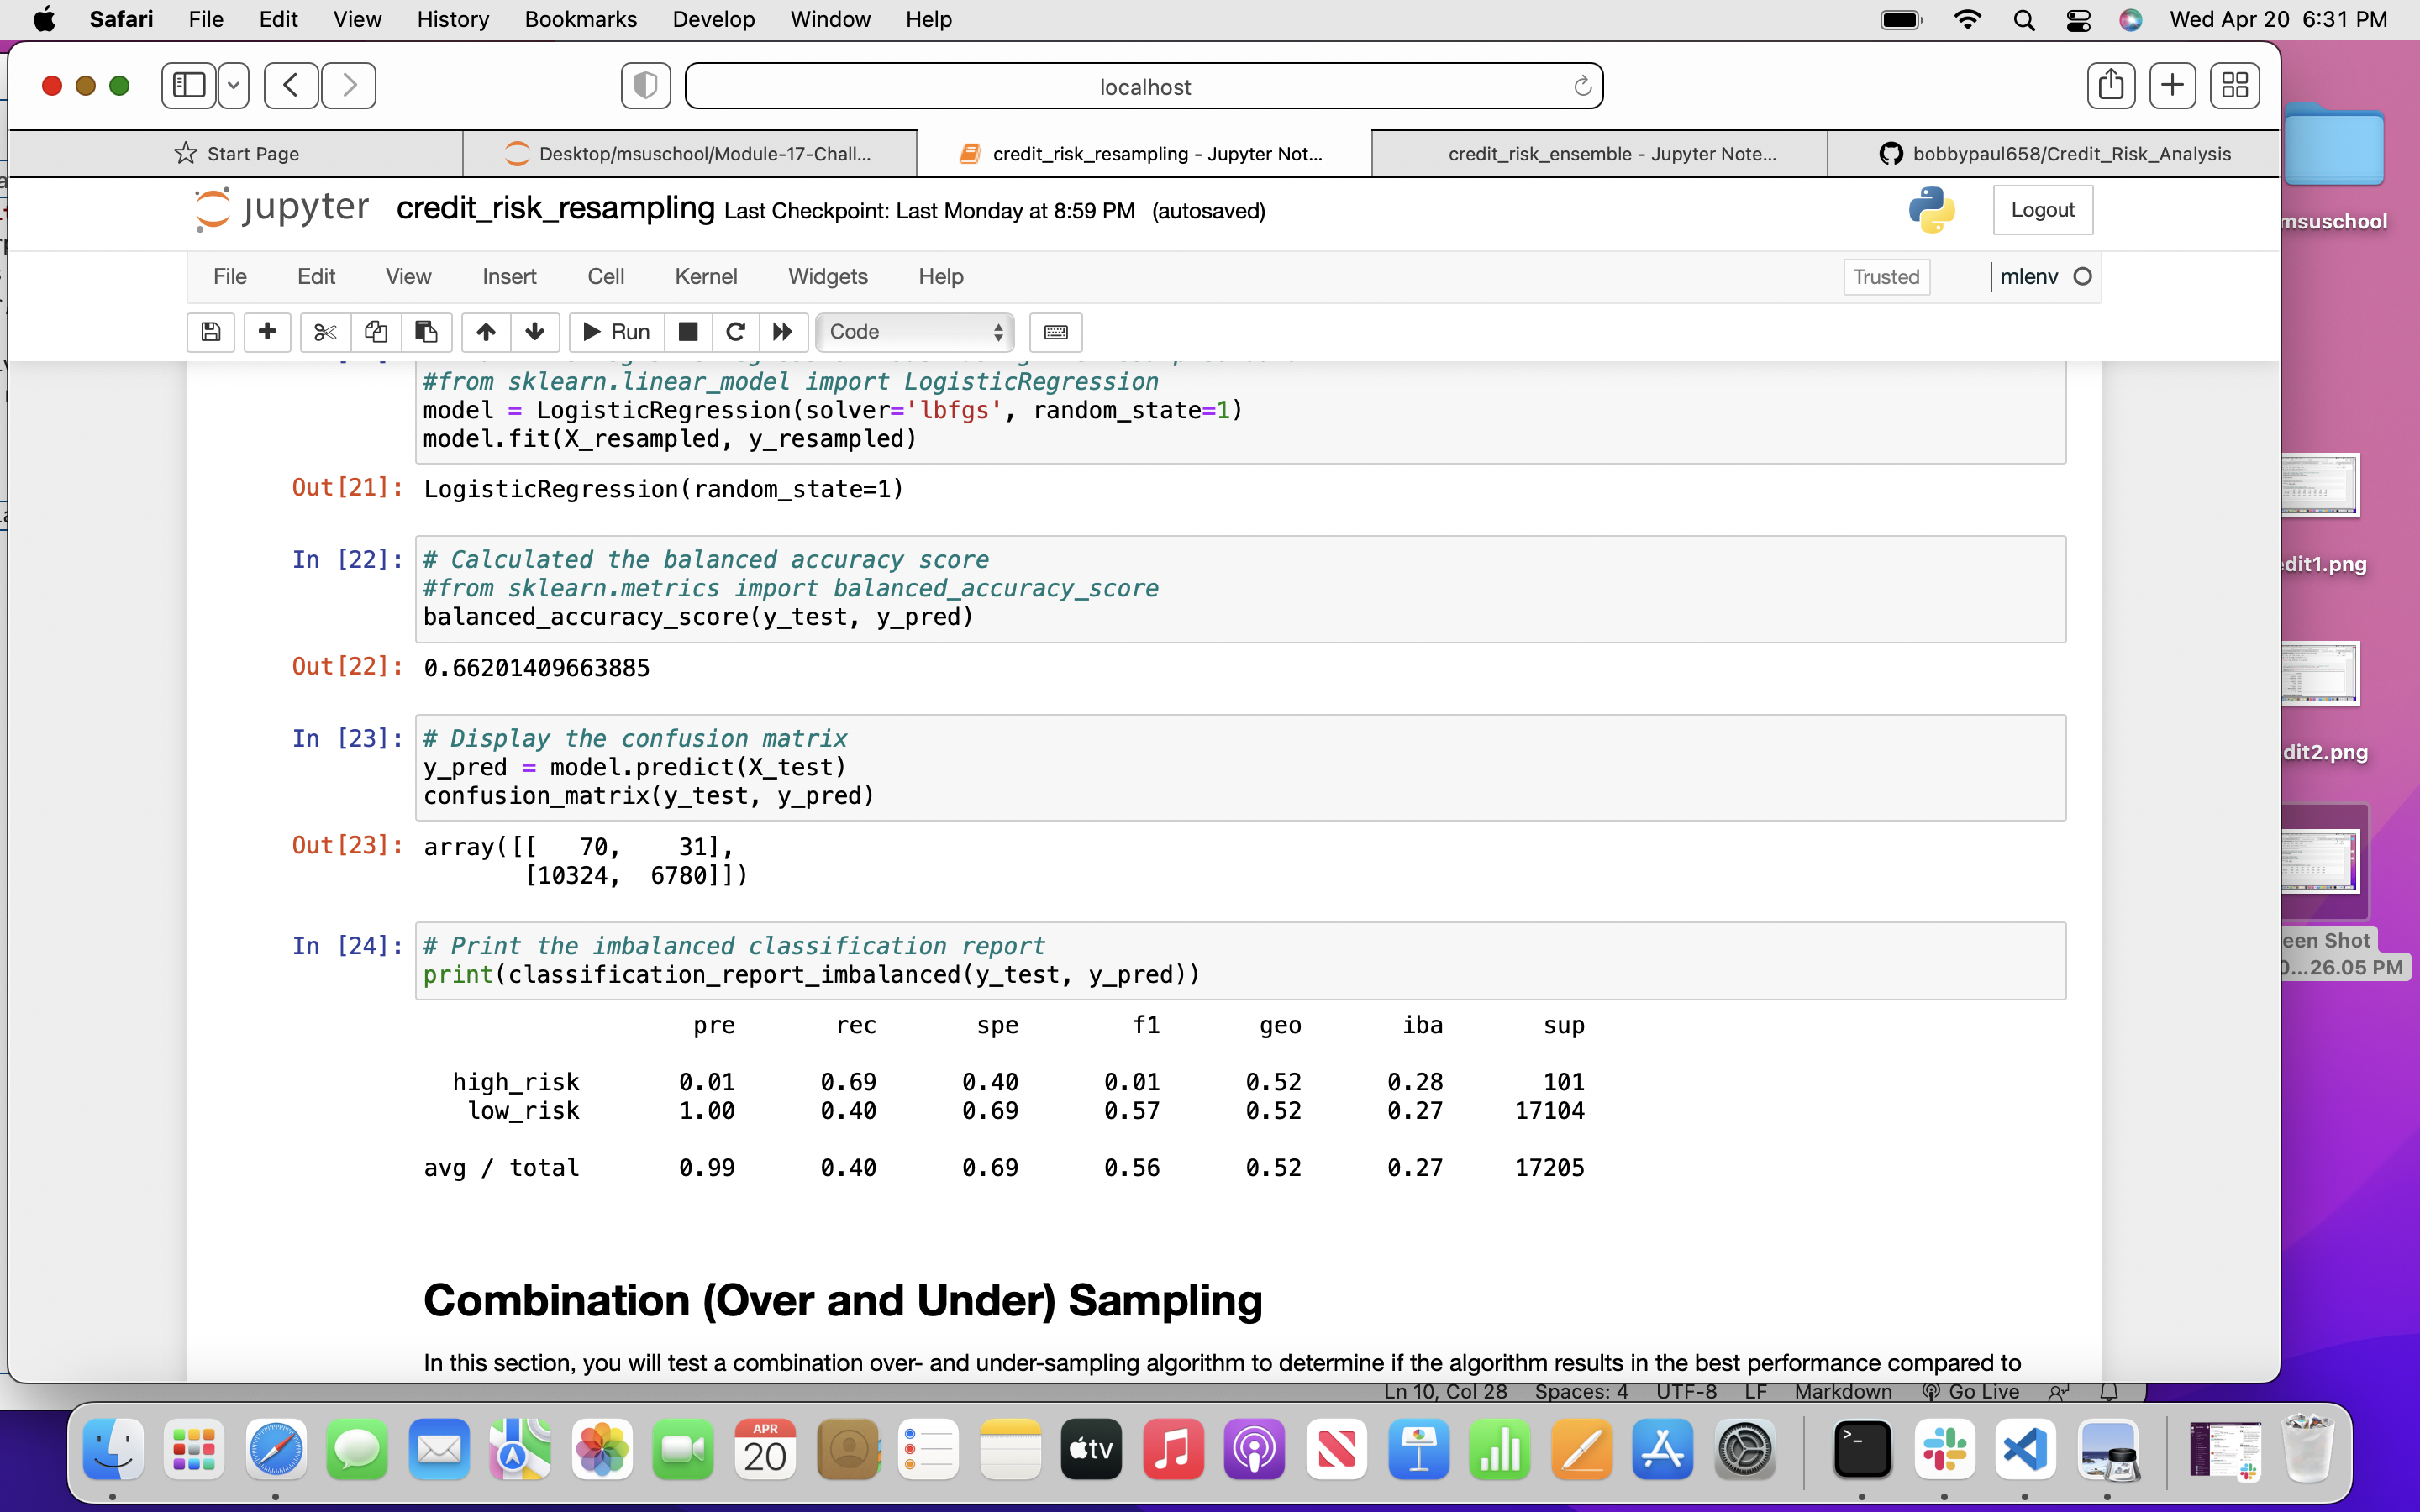 Safari File Edit View History Bookmarks Develop Window Help Wed Apr 20 6:31 PM
localhost
Start Page Desktop/msuschool/Module-17-Chall... credit_risk_resampling - Jupyter Not... credit_risk_ensemble - Jupyter Note... bobbypaul658/Credit_Risk_Analysis
jupyter credit_risk_resampling Last Checkpoint: Last Monday at 8:59 PM (autosaved) Logout
File Edit View Insert Cell Kernel Widgets Help Trusted mlenv
Run Code
#from sklearn.linear_model import LogisticRegression
model = LogisticRegression(solver='lbfgs', random_state=1)
model.fit(X_resampled, y_resampled)
Out[21]: LogisticRegression(random_state=1)
In [22]: # Calculated the balanced accuracy score
#from sklearn.metrics import balanced_accuracy_score
balanced_accuracy_score(y_test, y_pred)
Out[22]: 0.66201409663885
In [23]: # Display the confusion matrix
y_pred = model.predict(X_test)
confusion_matrix(y_test, y_pred)
Out[23]: array([[   70,    31],
[10324,  6780]])
In [24]: # Print the imbalanced classification report
print(classification_report_imbalanced(y_test, y_pred))
pre rec spe f1 geo iba sup
high_risk 0.01 0.69 0.40 0.01 0.52 0.28 101
low_risk 1.00 0.40 0.69 0.57 0.52 0.27 17104
avg / total 0.99 0.40 0.69 0.56 0.52 0.27 17205
Combination (Over and Under) Sampling
In this section, you will test a combination over- and under-sampling algorithm to determine if the algorithm results in the best performance compared to
Ln 10, Col 28 Spaces: 4 UTF-8 LF Markdown Go Live
msuschool
edit1.png
edit2.png
een Shot
0...26.05 PM
APR
20
tv